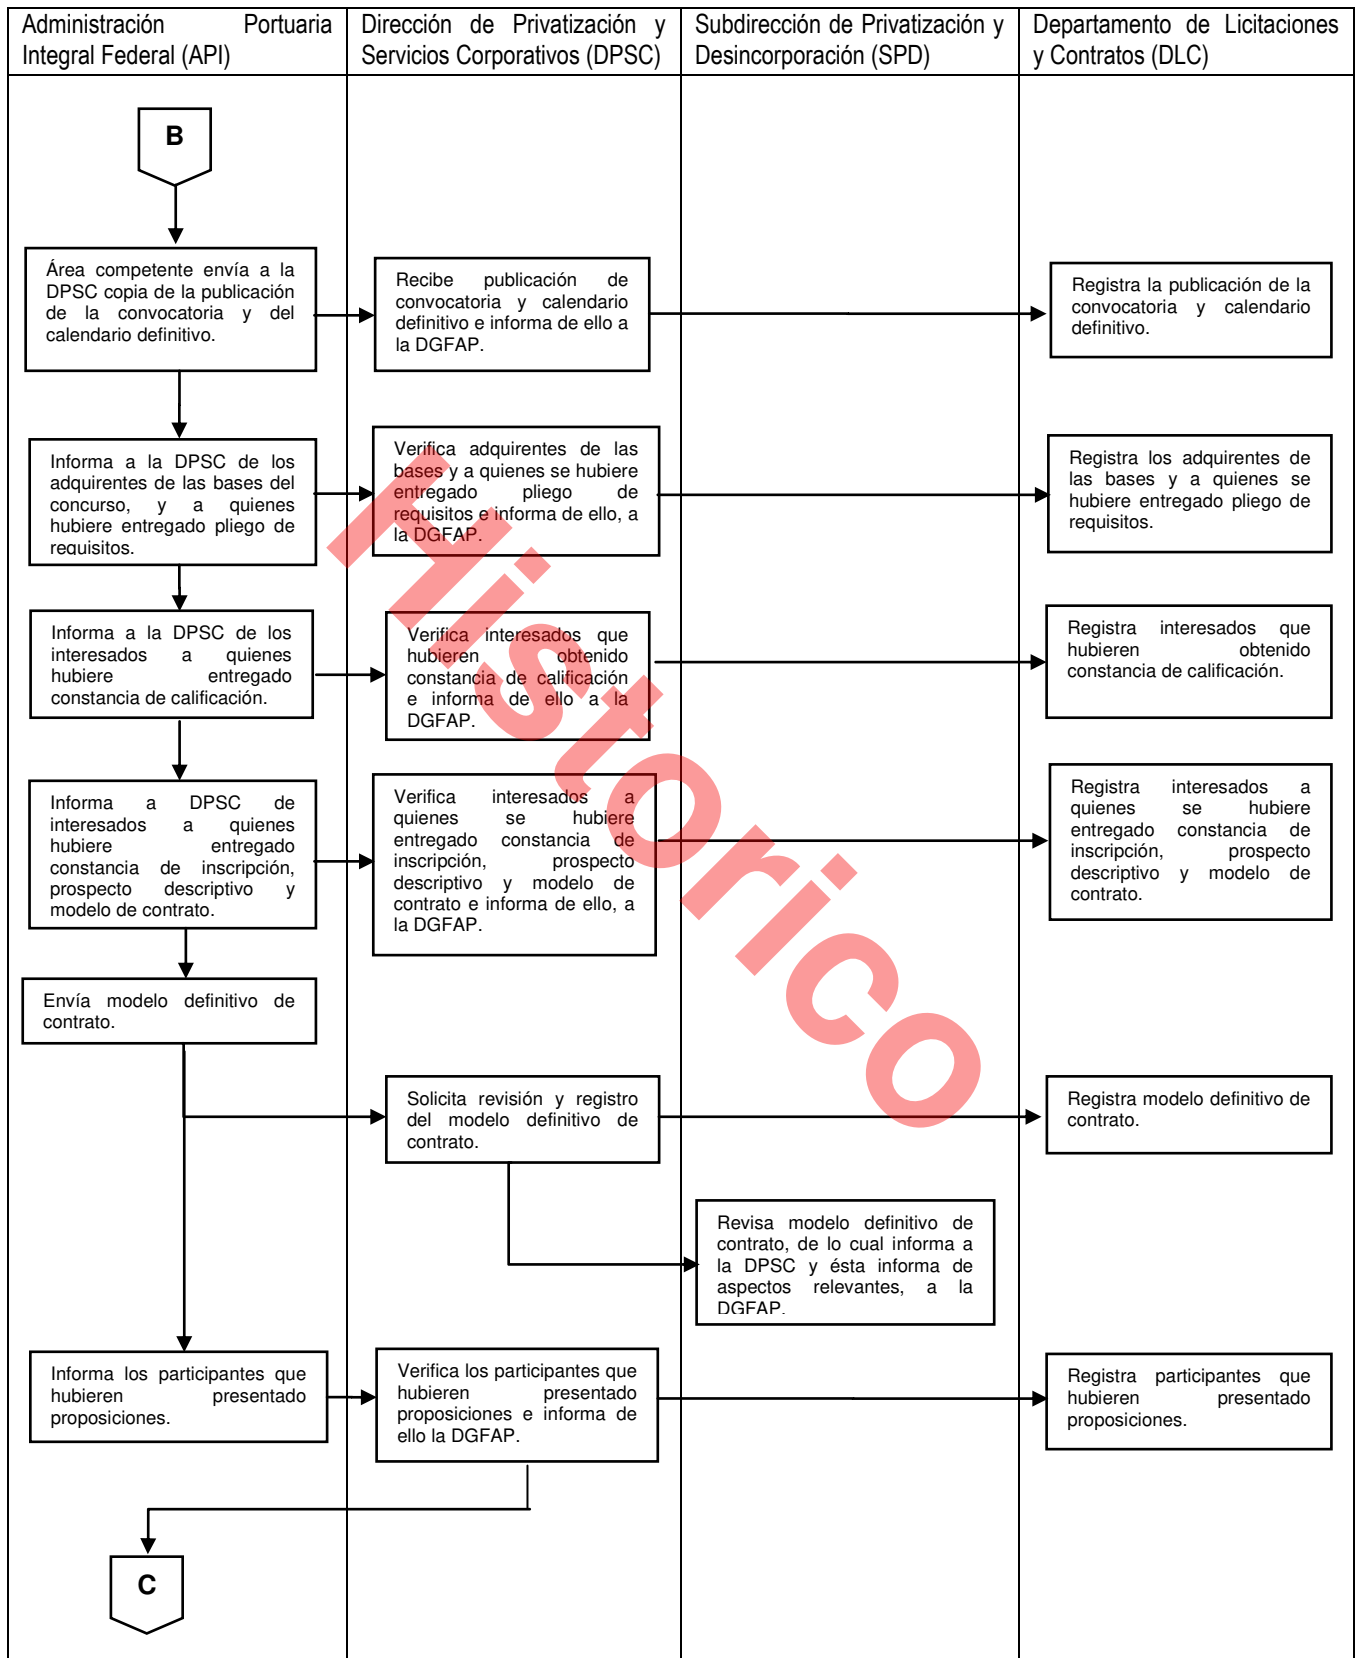 Administración Portuaria
Integral Federal (API)
Dirección de Privatización y
Servicios Corporativos (DPSC)
Subdirección de Privatización y
Desincorporación (SPD)
Departamento de Licitaciones
y Contratos (DLC)
B
Área competente envía a la
DPSC copia de la publicación
de la convocatoria y del
calendario definitivo.
Recibe publicación de
convocatoria y calendario
definitivo e informa de ello a
la DGFAP.
Registra la publicación de la
convocatoria y calendario
definitivo.
Informa a la DPSC de los
adquirentes de las bases del
concurso, y a quienes
hubiere entregado pliego de
requisitos.
Verifica adquirentes de las
bases y a quienes se hubiere
entregado pliego de
requisitos e informa de ello, a
la DGFAP.
Registra los adquirentes de
las bases y a quienes se
hubiere entregado pliego de
requisitos.
Informa a la DPSC de los
interesados a quienes
hubiere entregado
constancia de calificación.
Verifica interesados que
hubieren obtenido
constancia de calificación
e informa de ello a la
DGFAP.
Registra interesados que
hubieren obtenido
constancia de calificación.
Informa a DPSC de
interesados a quienes
hubiere entregado
constancia de inscripción,
prospecto descriptivo y
modelo de contrato.
Verifica interesados a
quienes se hubiere
entregado constancia de
inscripción, prospecto
descriptivo y modelo de
contrato e informa de ello, a
la DGFAP.
Registra interesados a
quienes se hubiere
entregado constancia de
inscripción, prospecto
descriptivo y modelo de
contrato.
Envía modelo definitivo de
contrato.
Solicita revisión y registro
del modelo definitivo de
contrato.
Registra modelo definitivo de
contrato.
Revisa modelo definitivo de
contrato, de lo cual informa a
la DPSC y ésta informa de
aspectos relevantes, a la
DGFAP.
Informa los participantes que
hubieren presentado
proposiciones.
Verifica los participantes que
hubieren presentado
proposiciones e informa de
ello la DGFAP.
Registra participantes que
hubieren presentado
proposiciones.
C
Historico